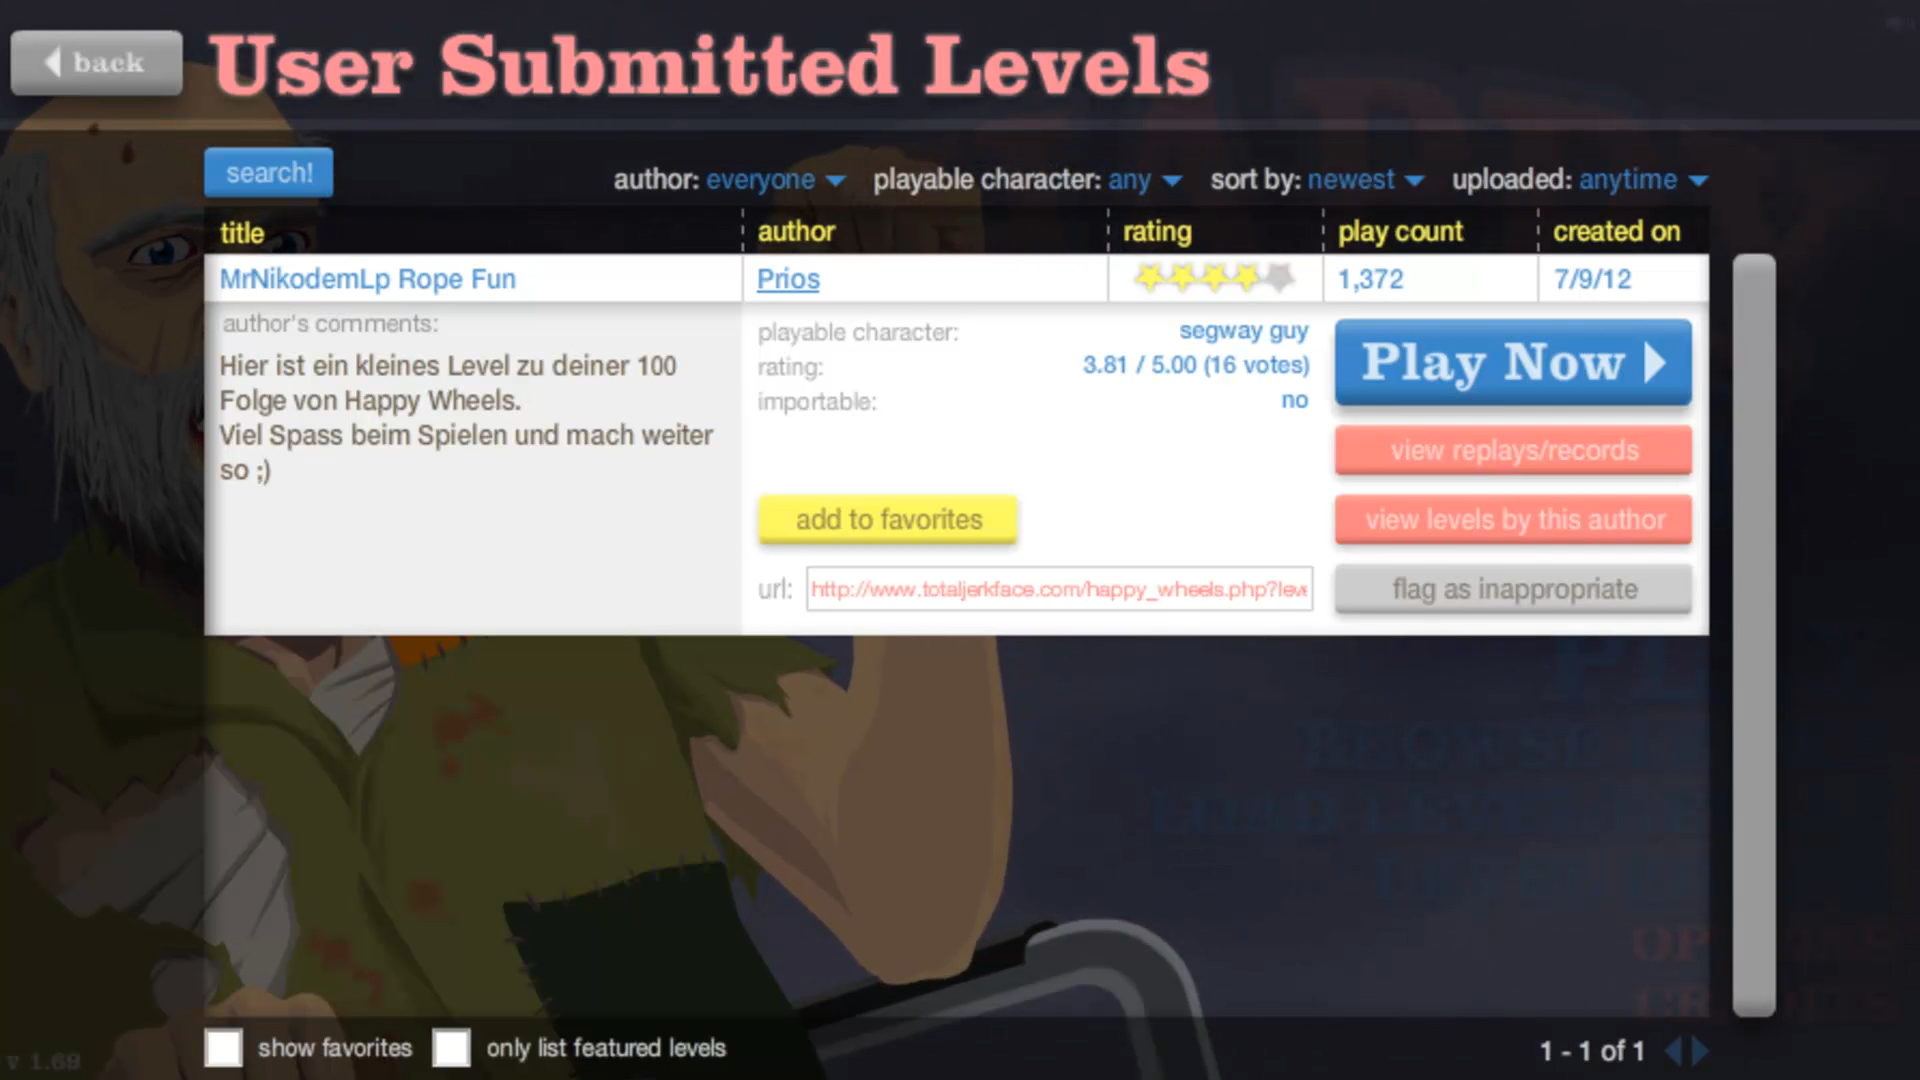 back
User Submitted Levels
search!
author: everyone
playable character: any
sort by: newest
uploaded: anytime
title
author
rating
play count
created on
MrNikodemLp Rope Fun
Prios
1,372
7/9/12
author's comments:
Hier ist ein kleines Level zu deiner 100
Folge von Happy Wheels.
Viel Spass beim Spielen und mach weiter
so ;)
playable character: segway guy
rating: 3.81 / 5.00 (16 votes)
importable: no
add to favorites
url: http://www.totaljerkface.com/happy_wheels.php?lev
Play Now
view replays/records
view levels by this author
flag as inappropriate
show favorites
only list featured levels
1 - 1 of 1
v 1.69